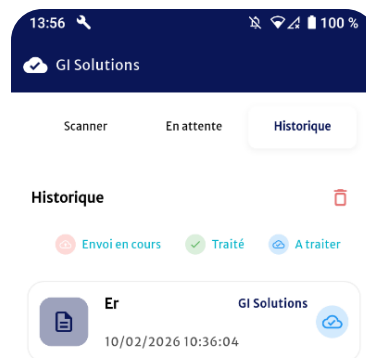 13:56 100 %
GI Solutions
Scanner En attente Historique
Historique
Envoi en cours Traité A traiter
Er GI Solutions
10/02/2026 10:36:04